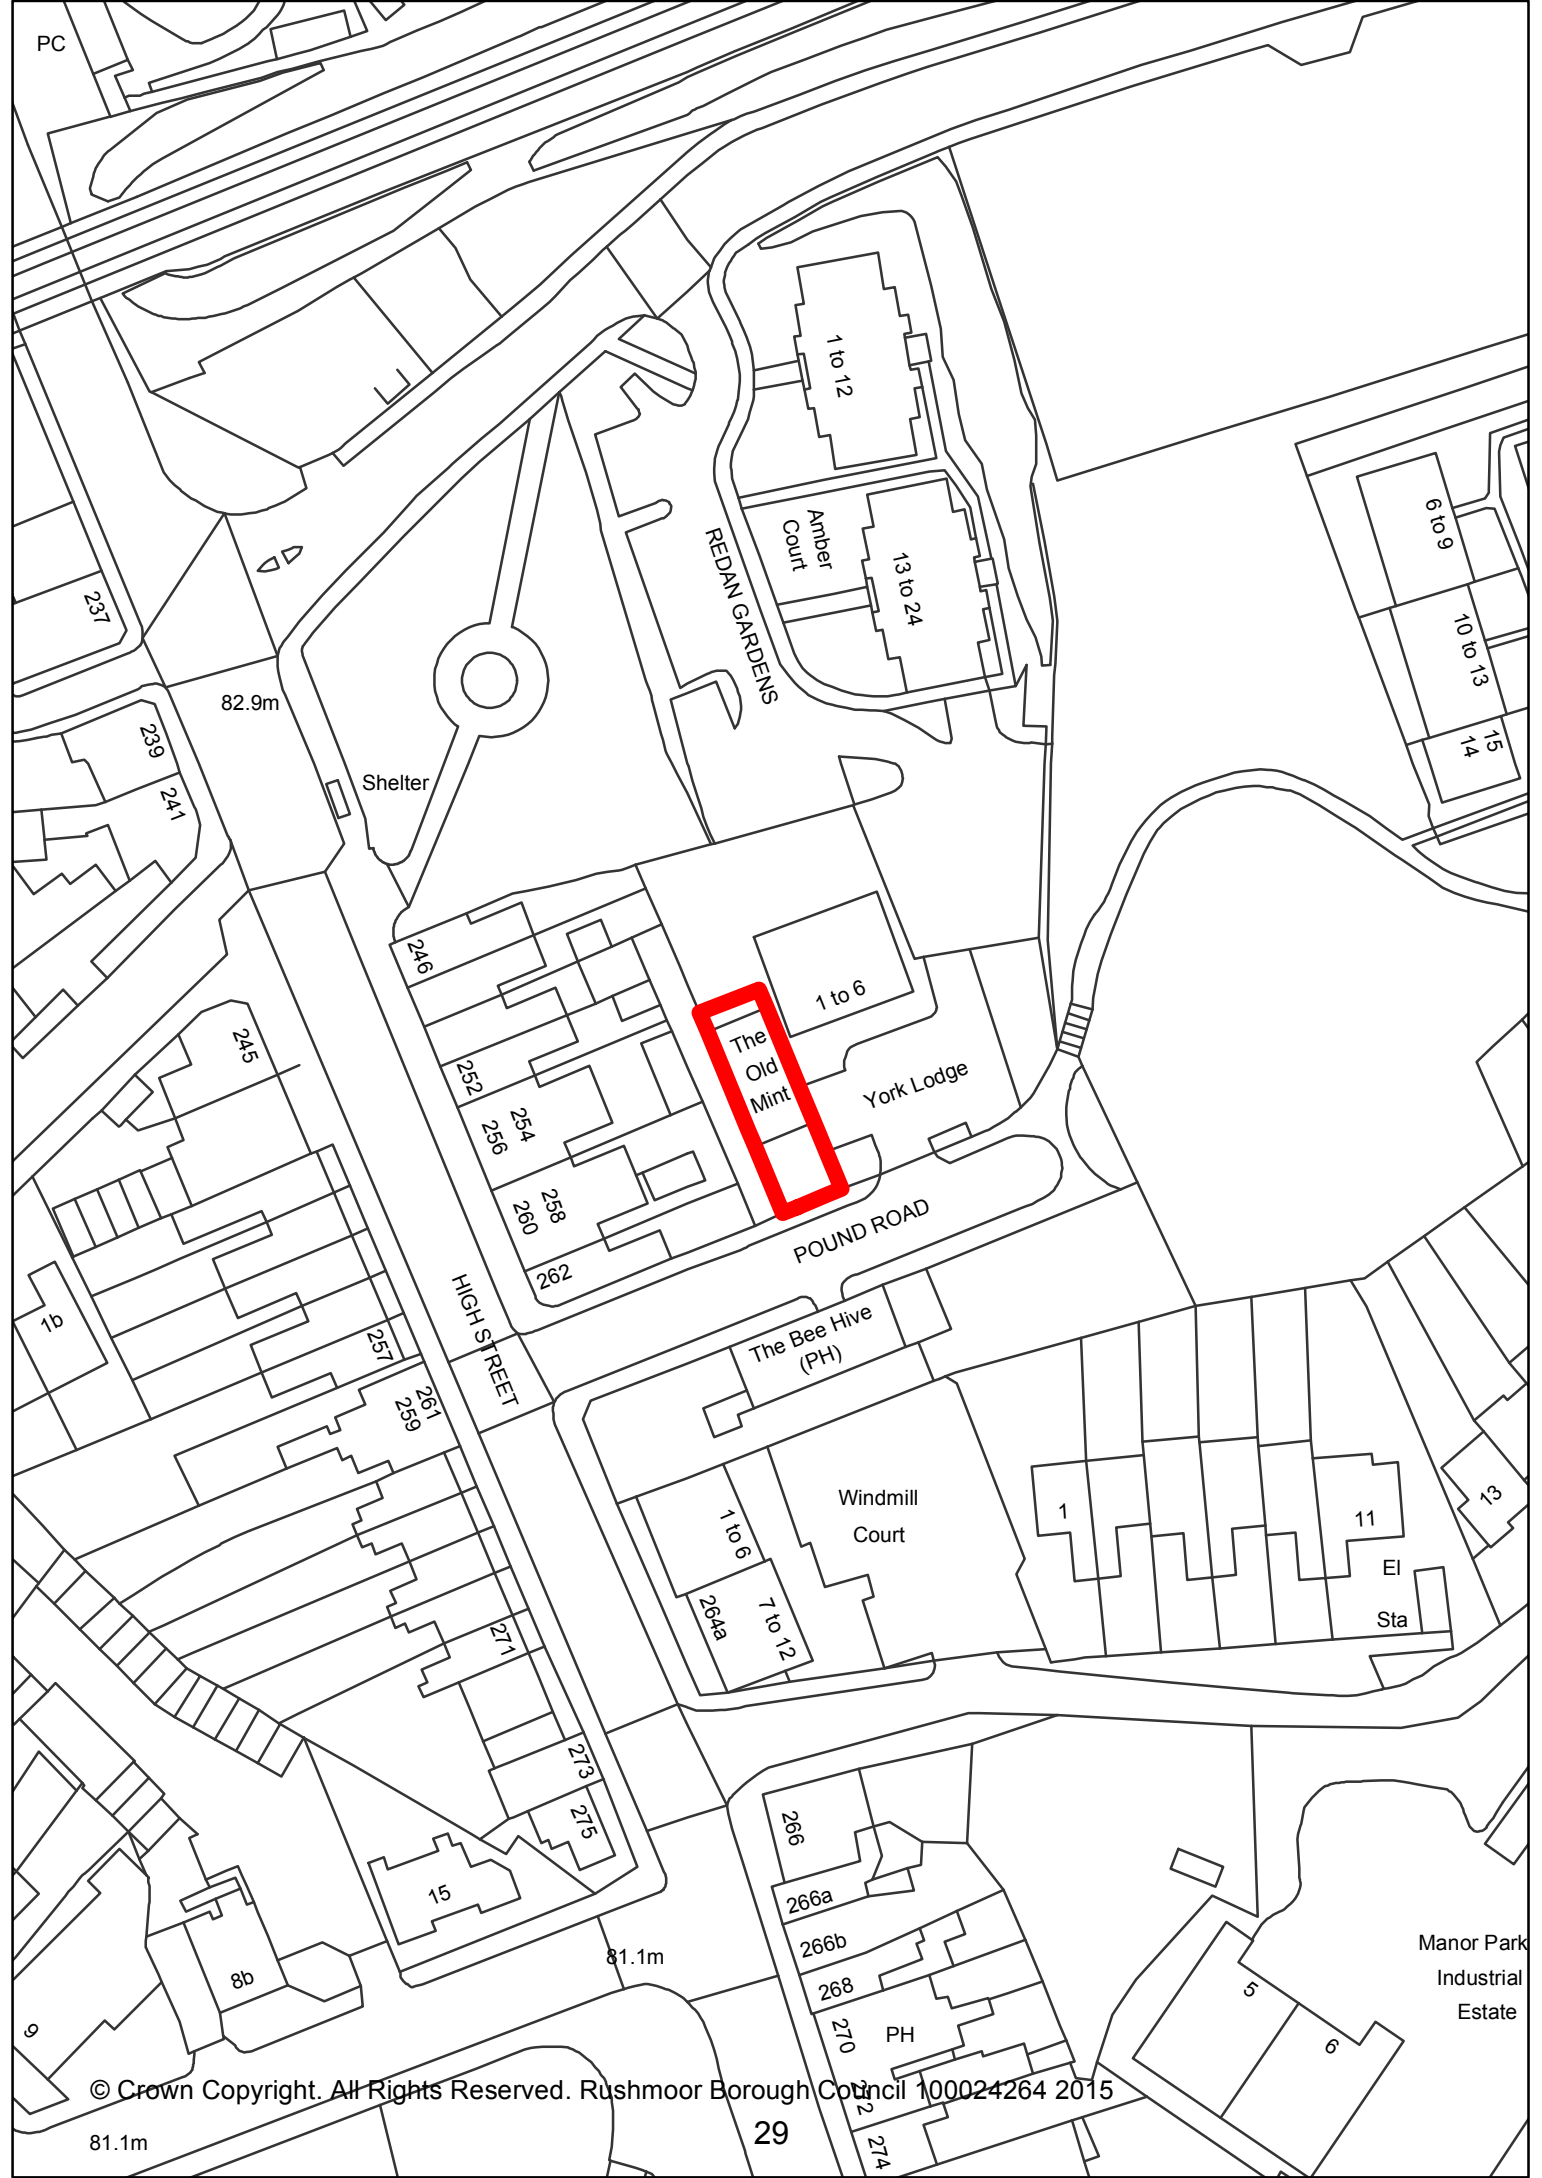 PC
1 to 12
6 to 9
Amber
Court
13 to 24
REDAN GARDENS
237
10 to 13
82.9m
239
15
14
Shelter
241
246
1 to 6
The
Old
Mint
245
252
York Lodge
254
256
258
260
POUND ROAD
262
HIGH STREET
1b
The Bee Hive
(PH)
257
261
259
Windmill
Court
1 to 6
1
11
13
El
Sta
264a
7 to 12
271
273
275
266
15
266a
266b
81.1m
Manor Park
Industrial
Estate
8b
268
5
270
PH
6
9
© Crown Copyright. All Rights Reserved. Rushmoor Borough Council 100024264 2015
272
29
81.1m
274